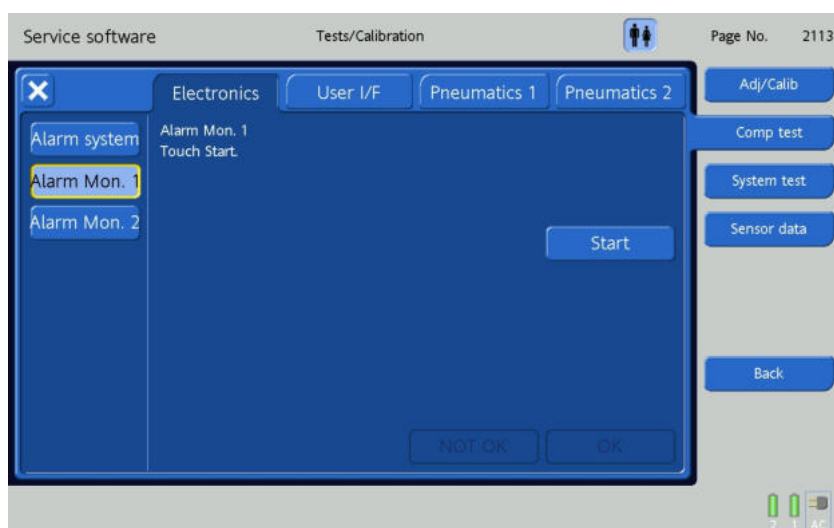 Service software
Tests/Calibration
Page No. 2113
Electronics
User I/F
Pneumatics 1
Pneumatics 2
Adj/Calib
Comp test
System test
Sensor data
Back
Alarm system
Alarm Mon. 1
Alarm Mon. 2
Alarm Mon. 1
Touch Start.
Start
NOT OK
OK
2 1 AC